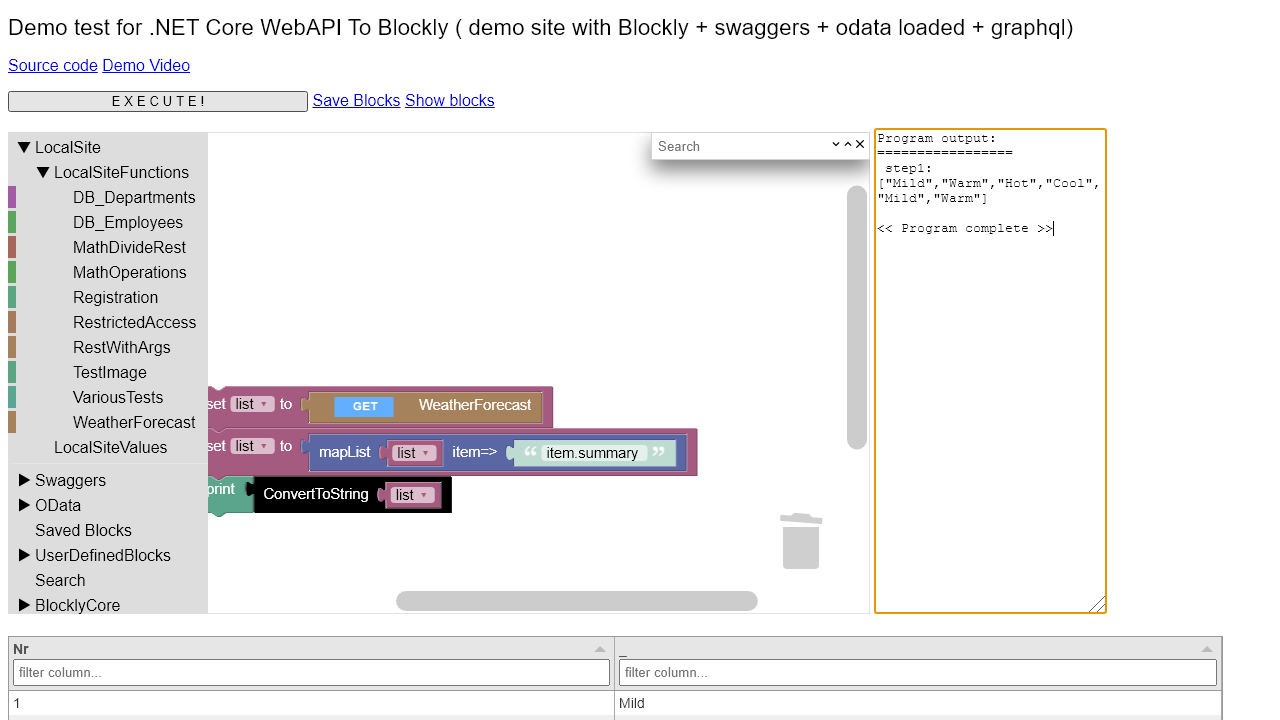 Demo test for .NET Core WebAPI To Blockly ( demo site with Blockly + swaggers + odata loaded + graphql)
Source code Demo Video
E X E C U T E ! Save Blocks Show blocks
LocalSite
LocalSiteFunctions
DB_Departments
DB_Employees
MathDivideRest
MathOperations
Registration
RestrictedAccess
RestWithArgs
TestImage
VariousTests
WeatherForecast
LocalSiteValues
Swaggers
OData
Saved Blocks
UserDefinedBlocks
Search
BlocklyCore
Search
set list to GET WeatherForecast
set list to mapList list item=> “ item.summary ”
print ConvertToString list
Program output:
=================
step1:
["Mild","Warm","Hot","Cool",
"Mild","Warm"]
<< Program complete >>
Nr _
filter column... filter column...
1 Mild